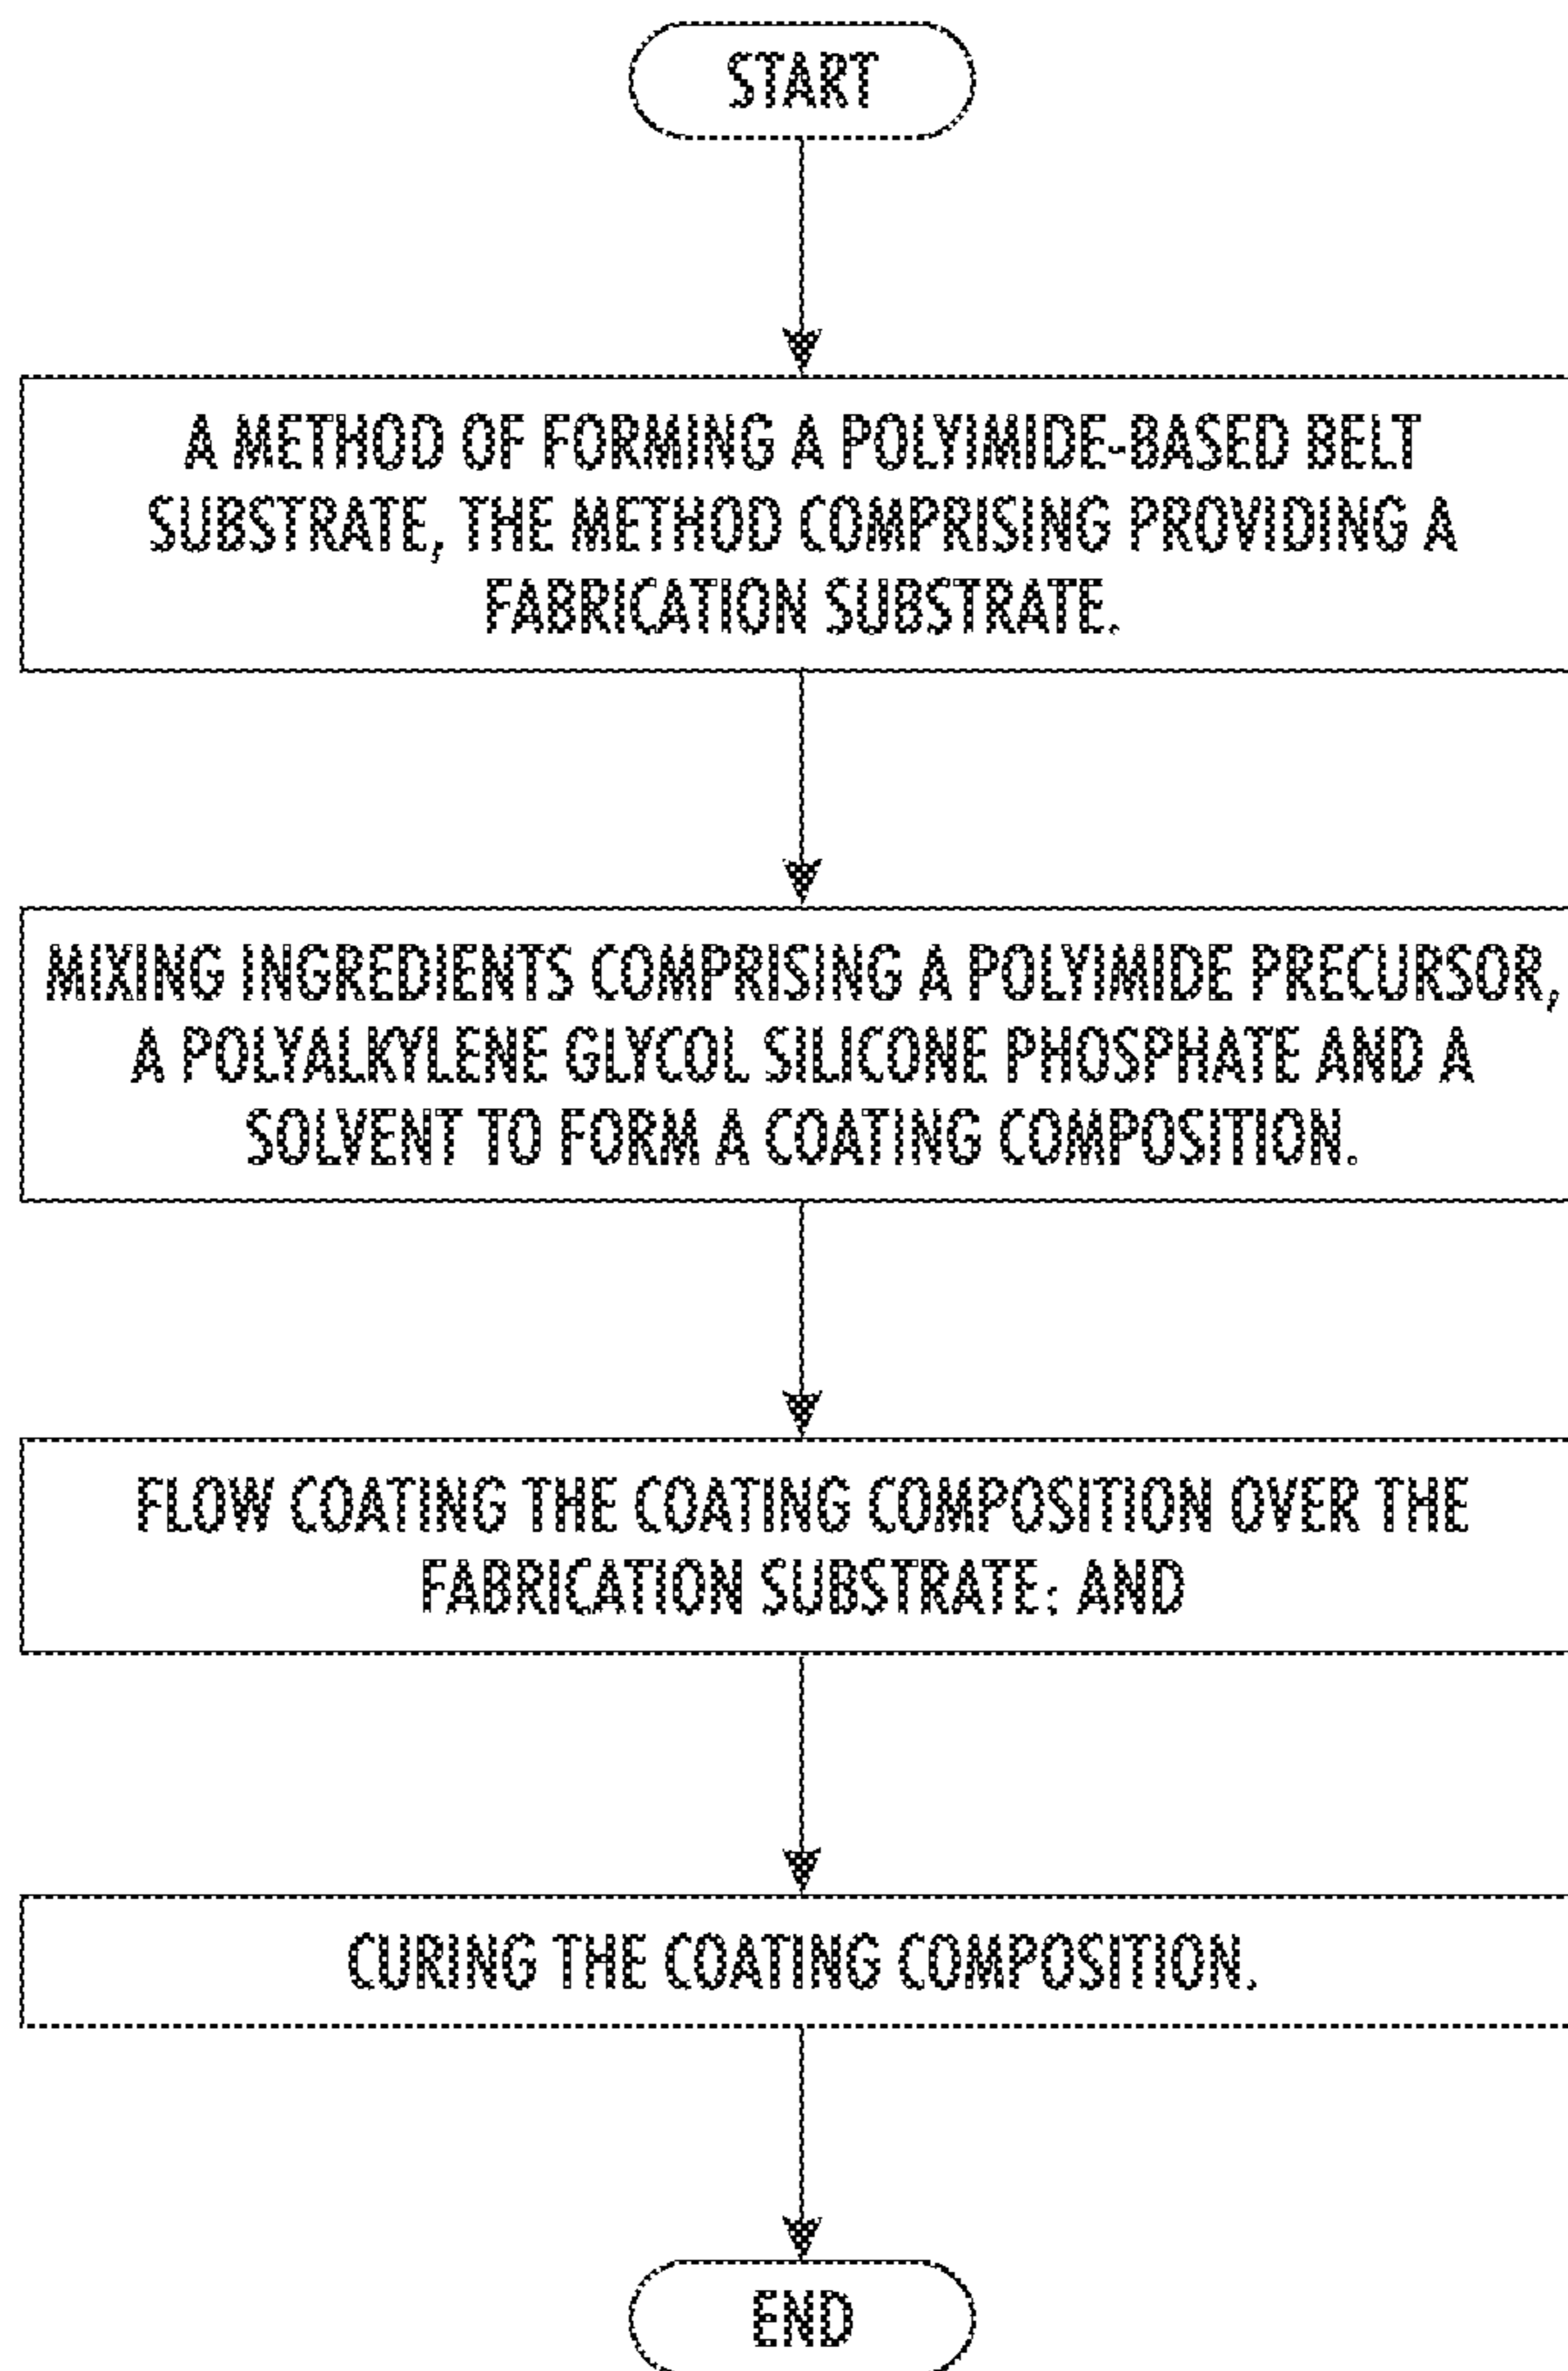 START
A METHOD OF FORMING A POLYIMIDE-BASED BELT
SUBSTRATE, THE METHOD COMPRISING PROVIDING A
FABRICATION SUBSTRATE.
MIXING INGREDIENTS COMPRISING A POLYIMIDE PRECURSOR,
A POLYALKYLENE GLYCOL SILICONE PHOSPHATE AND A
SOLVENT TO FORM A COATING COMPOSITION.
FLOW COATING THE COATING COMPOSITION OVER THE
FABRICATION SUBSTRATE: AND
CURING THE COATING COMPOSITION.
END